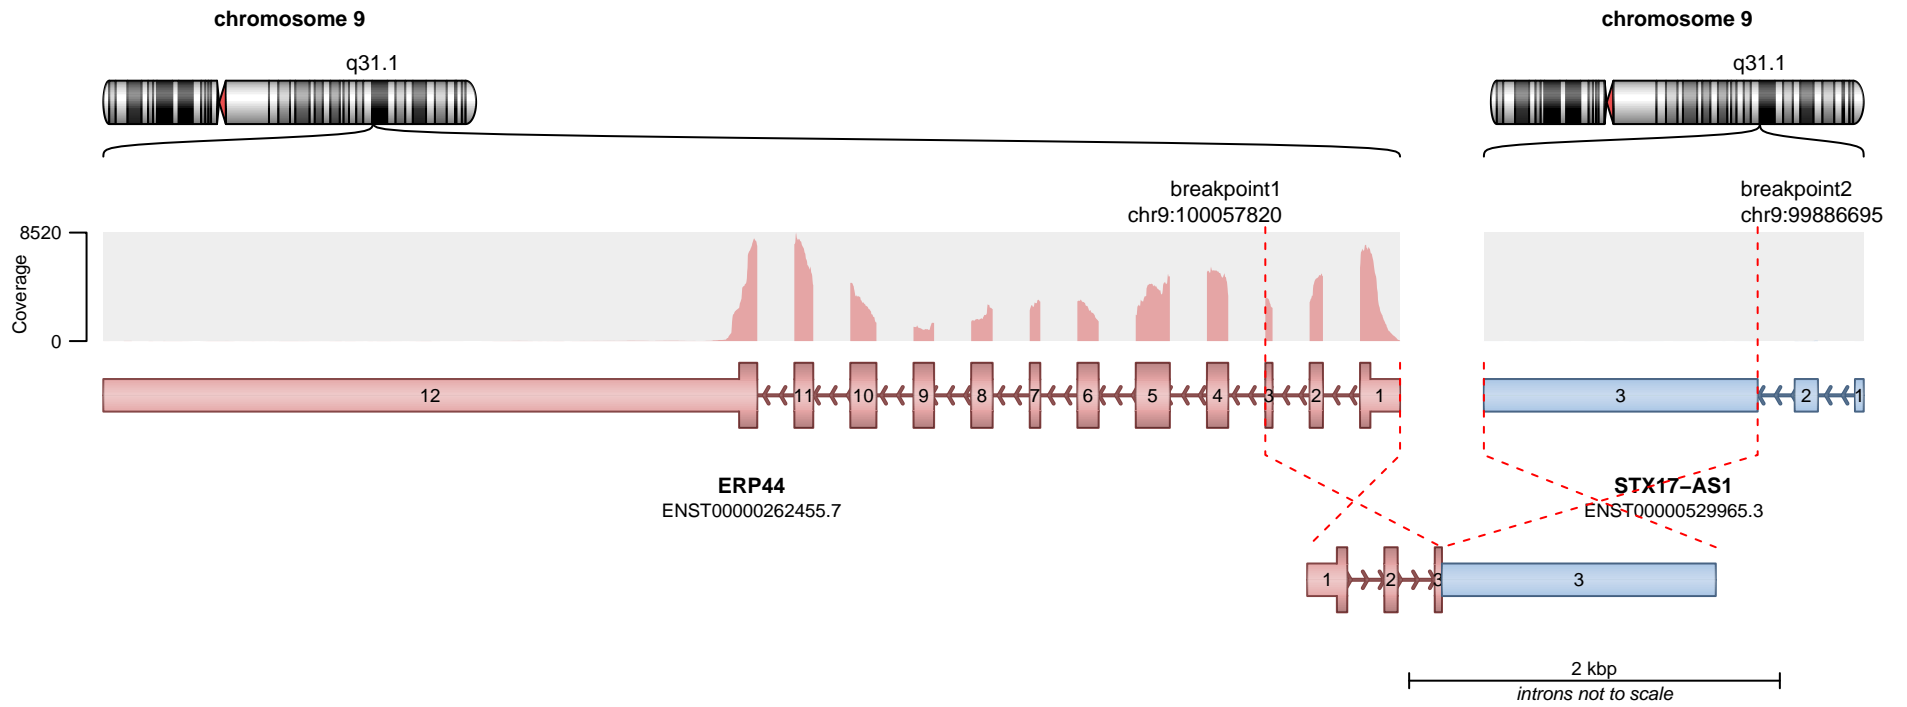 chromosome 9
chromosome 9
q31.1
q31.1
breakpoint1
chr9:100057820
breakpoint2
chr9:99886695
8520
Coverage
0
12
11
10
9
8
7
6
5
4
3
2
1
3
2
1
ERP44
ENST00000262455.7
STX17−AS1
ENST00000529965.3
1
2
3
3
2 kbp
introns not to scale